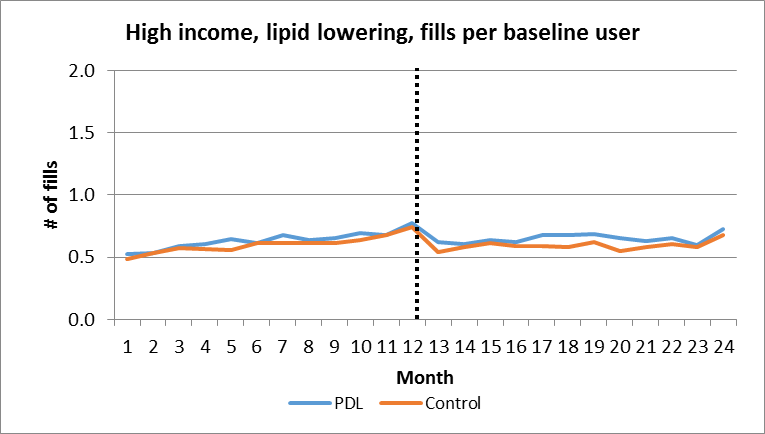 High income, lipid lowering, fills per baseline user
2.0
1.5
1.0
0.5
0.0
# of fills
1 2 3 4 5 6 7 8 9 10 11 12 13 14 15 16 17 18 19 20 21 22 23 24
Month
PDL Control